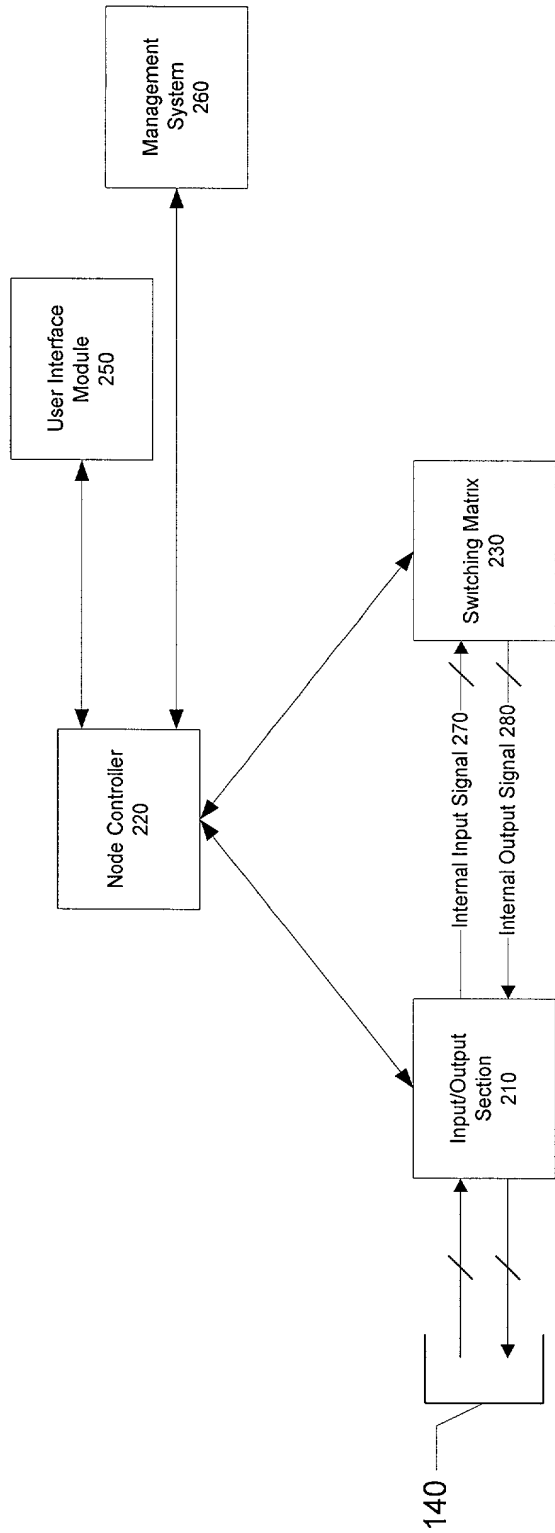 Management
System
260
User Interface
Module
250
Node Controller
220
Switching Matrix
230
Internal Input Signal 270
Internal Output Signal 280
Input/Output
Section
210
140